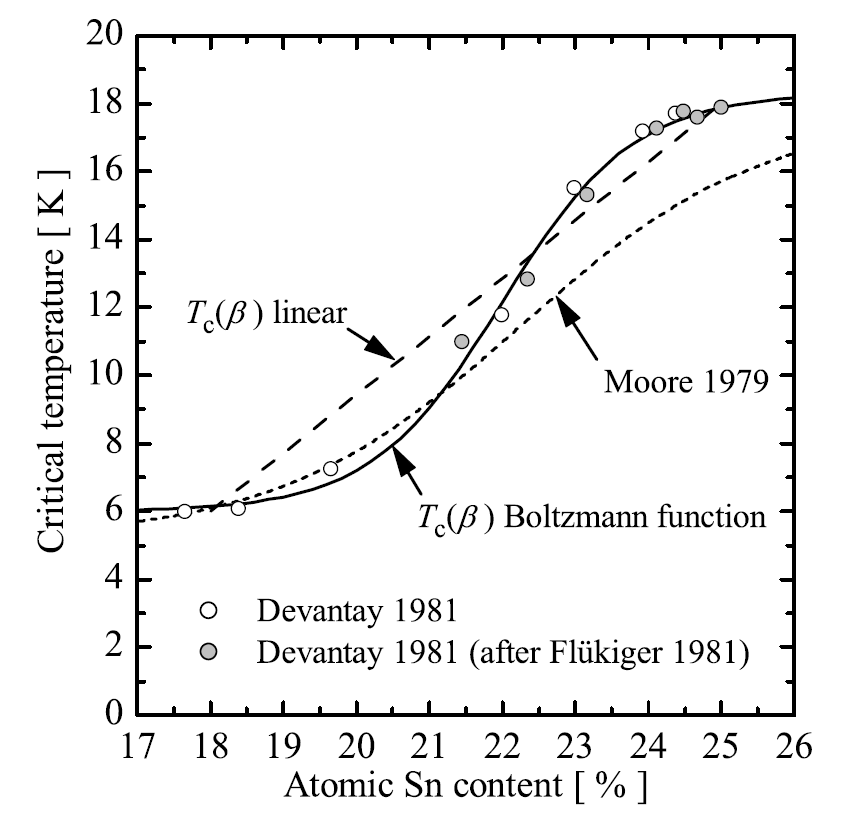 20
18
16
14
12
10
8
6
4
2
0
Critical temperature [ K ]
T_c(β) linear
Moore 1979
T_c(β) Boltzmann function
Devantay 1981
Devantay 1981 (after Flükiger 1981)
17 18 19 20 21 22 23 24 25 26
Atomic Sn content [ % ]